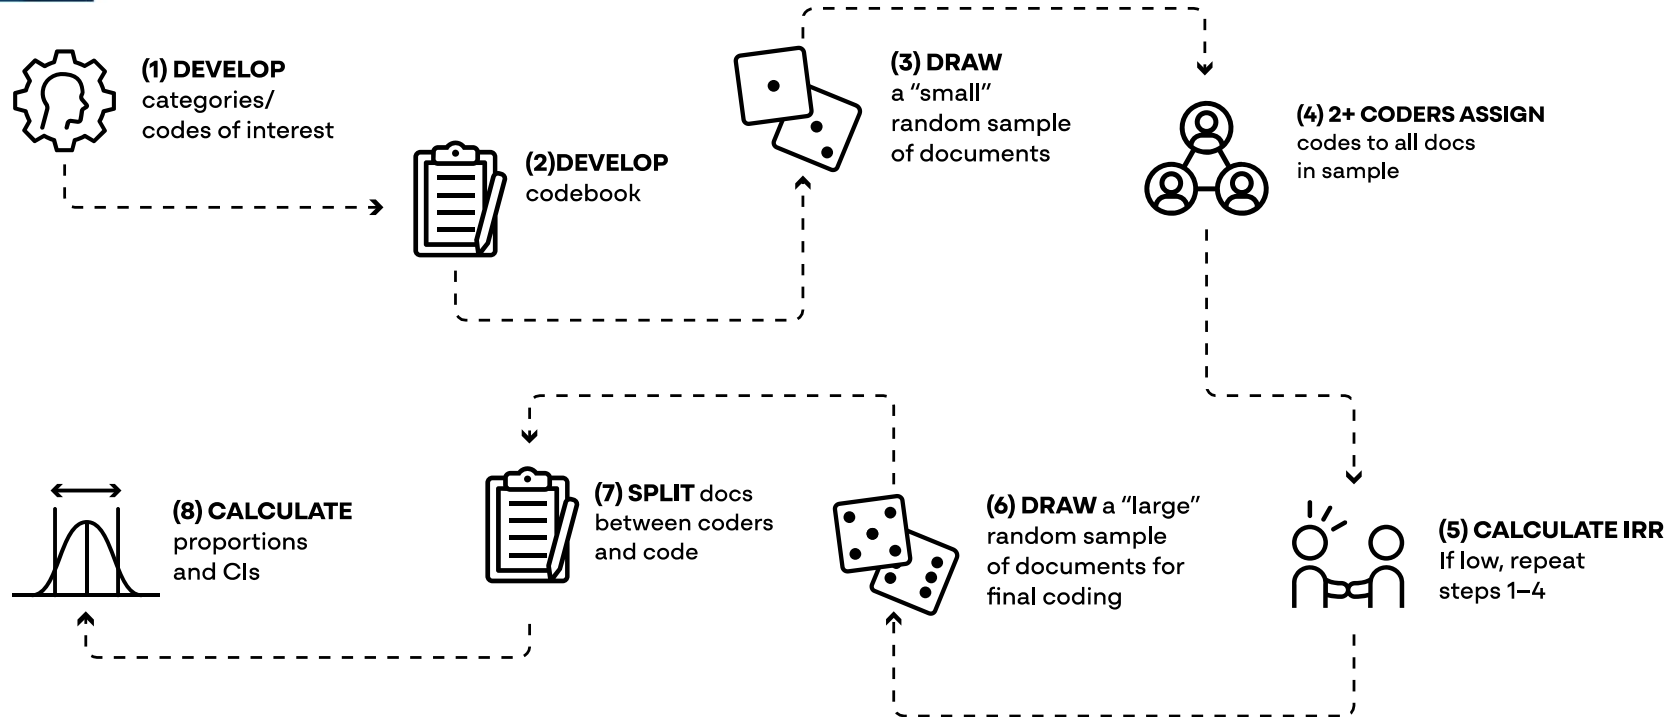 (1) DEVELOP
categories/
codes of interest
(2)DEVELOP
codebook
(3) DRAW
a “small”
random sample
of documents
(4) 2+ CODERS ASSIGN
codes to all docs
in sample
(5) CALCULATE IRR
If low, repeat
steps 1–4
(6) DRAW a “large”
random sample
of documents for
final coding
(7) SPLIT docs
between coders
and code
(8) CALCULATE
proportions
and CIs